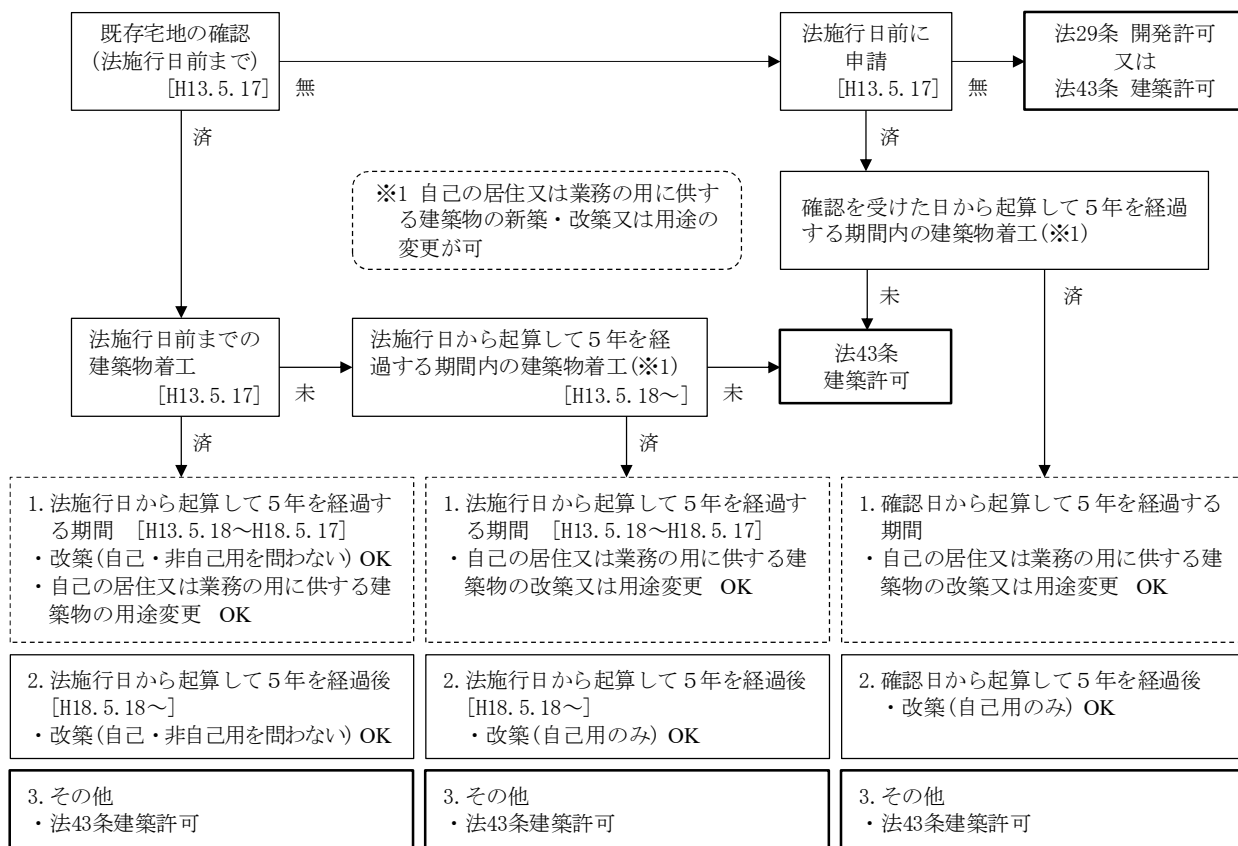 既存宅地の確認
(法施行日前まで)
[H13.5.17]
無
法施行日前に
申請
[H13.5.17]
無
法29条 開発許可
又は
法43条 建築許可
済
済
※1 自己の居住又は業務の用に供す
る建築物の新築・改築又は用途の
変更が可
確認を受けた日から起算して５年を経過
する期間内の建築物着工(※1)
未
済
法施行日前までの
建築物着工
[H13.5.17]
未
法施行日から起算して５年を経
過する期間内の建築物着工(※1)
[H13.5.18～]
未
法43条
建築許可
済
済
1. 法施行日から起算して５年を経過す
る期間 [H13.5.18～H18.5.17]
・改築(自己・非自己用を問わない) OK
・自己の居住又は業務の用に供する建
築物の用途変更 OK
1. 法施行日から起算して５年を経過す
る期間 [H13.5.18～H18.5.17]
・自己の居住又は業務の用に供する建
築物の改築又は用途変更 OK
1. 確認日から起算して５年を経過する
期間
・自己の居住又は業務の用に供する建
築物の改築又は用途変更 OK
2. 法施行日から起算して５年を経過後
[H18.5.18～]
・改築(自己・非自己用を問わない) OK
2. 法施行日から起算して５年を経過後
[H18.5.18～]
・改築(自己用のみ) OK
2. 確認日から起算して５年を経過後
・改築(自己用のみ) OK
3. その他
・法43条建築許可
3. その他
・法43条建築許可
3. その他
・法43条建築許可